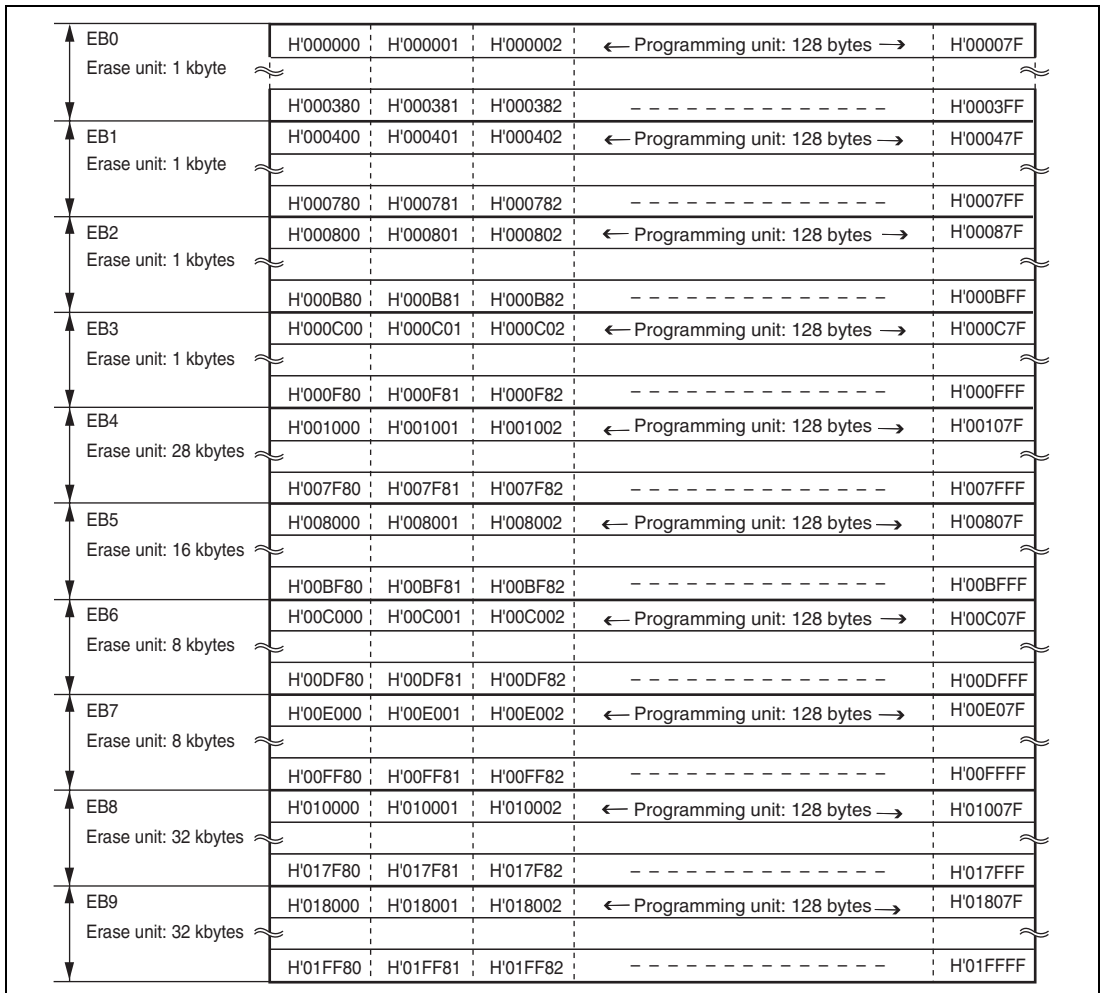 EB0 H'000000 H'000001 H'000002 ← Programming unit: 128 bytes → H'00007F
Erase unit: 1 kbyte
H'000380 H'000381 H'000382 – – – – – – – – – – – – – – H'0003FF
EB1 H'000400 H'000401 H'000402 ← Programming unit: 128 bytes → H'00047F
Erase unit: 1 kbyte
H'000780 H'000781 H'000782 – – – – – – – – – – – – – – H'0007FF
EB2 H'000800 H'000801 H'000802 ← Programming unit: 128 bytes → H'00087F
Erase unit: 1 kbytes
H'000B80 H'000B81 H'000B82 – – – – – – – – – – – – – – H'000BFF
EB3 H'000C00 H'000C01 H'000C02 ← Programming unit: 128 bytes → H'000C7F
Erase unit: 1 kbytes
H'000F80 H'000F81 H'000F82 – – – – – – – – – – – – – – H'000FFF
EB4 H'001000 H'001001 H'001002 ← Programming unit: 128 bytes → H'00107F
Erase unit: 28 kbytes
H'007F80 H'007F81 H'007F82 – – – – – – – – – – – – – – H'007FFF
EB5 H'008000 H'008001 H'008002 ← Programming unit: 128 bytes → H'00807F
Erase unit: 16 kbytes
H'00BF80 H'00BF81 H'00BF82 – – – – – – – – – – – – – – H'00BFFF
EB6 H'00C000 H'00C001 H'00C002 ← Programming unit: 128 bytes → H'00C07F
Erase unit: 8 kbytes
H'00DF80 H'00DF81 H'00DF82 – – – – – – – – – – – – – – H'00DFFF
EB7 H'00E000 H'00E001 H'00E002 ← Programming unit: 128 bytes → H'00E07F
Erase unit: 8 kbytes
H'00FF80 H'00FF81 H'00FF82 – – – – – – – – – – – – – – H'00FFFF
EB8 H'010000 H'010001 H'010002 ← Programming unit: 128 bytes → H'01007F
Erase unit: 32 kbytes
H'017F80 H'017F81 H'017F82 – – – – – – – – – – – – – – H'017FFF
EB9 H'018000 H'018001 H'018002 ← Programming unit: 128 bytes → H'01807F
Erase unit: 32 kbytes
H'01FF80 H'01FF81 H'01FF82 – – – – – – – – – – – – – – H'01FFFF